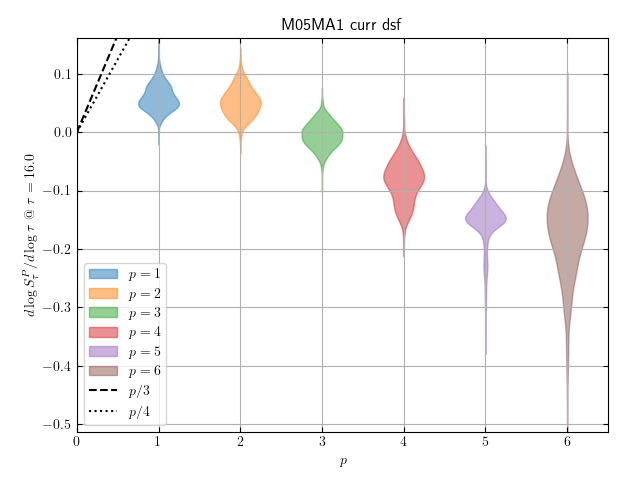 M05MA1 curr dsf
d log S_τ^P / d log τ @ τ = 16.0
0.1
0.0
−0.1
−0.2
−0.3
−0.4
−0.5
p = 1
p = 2
p = 3
p = 4
p = 5
p = 6
p/3
p/4
0 1 2 3 4 5 6
p